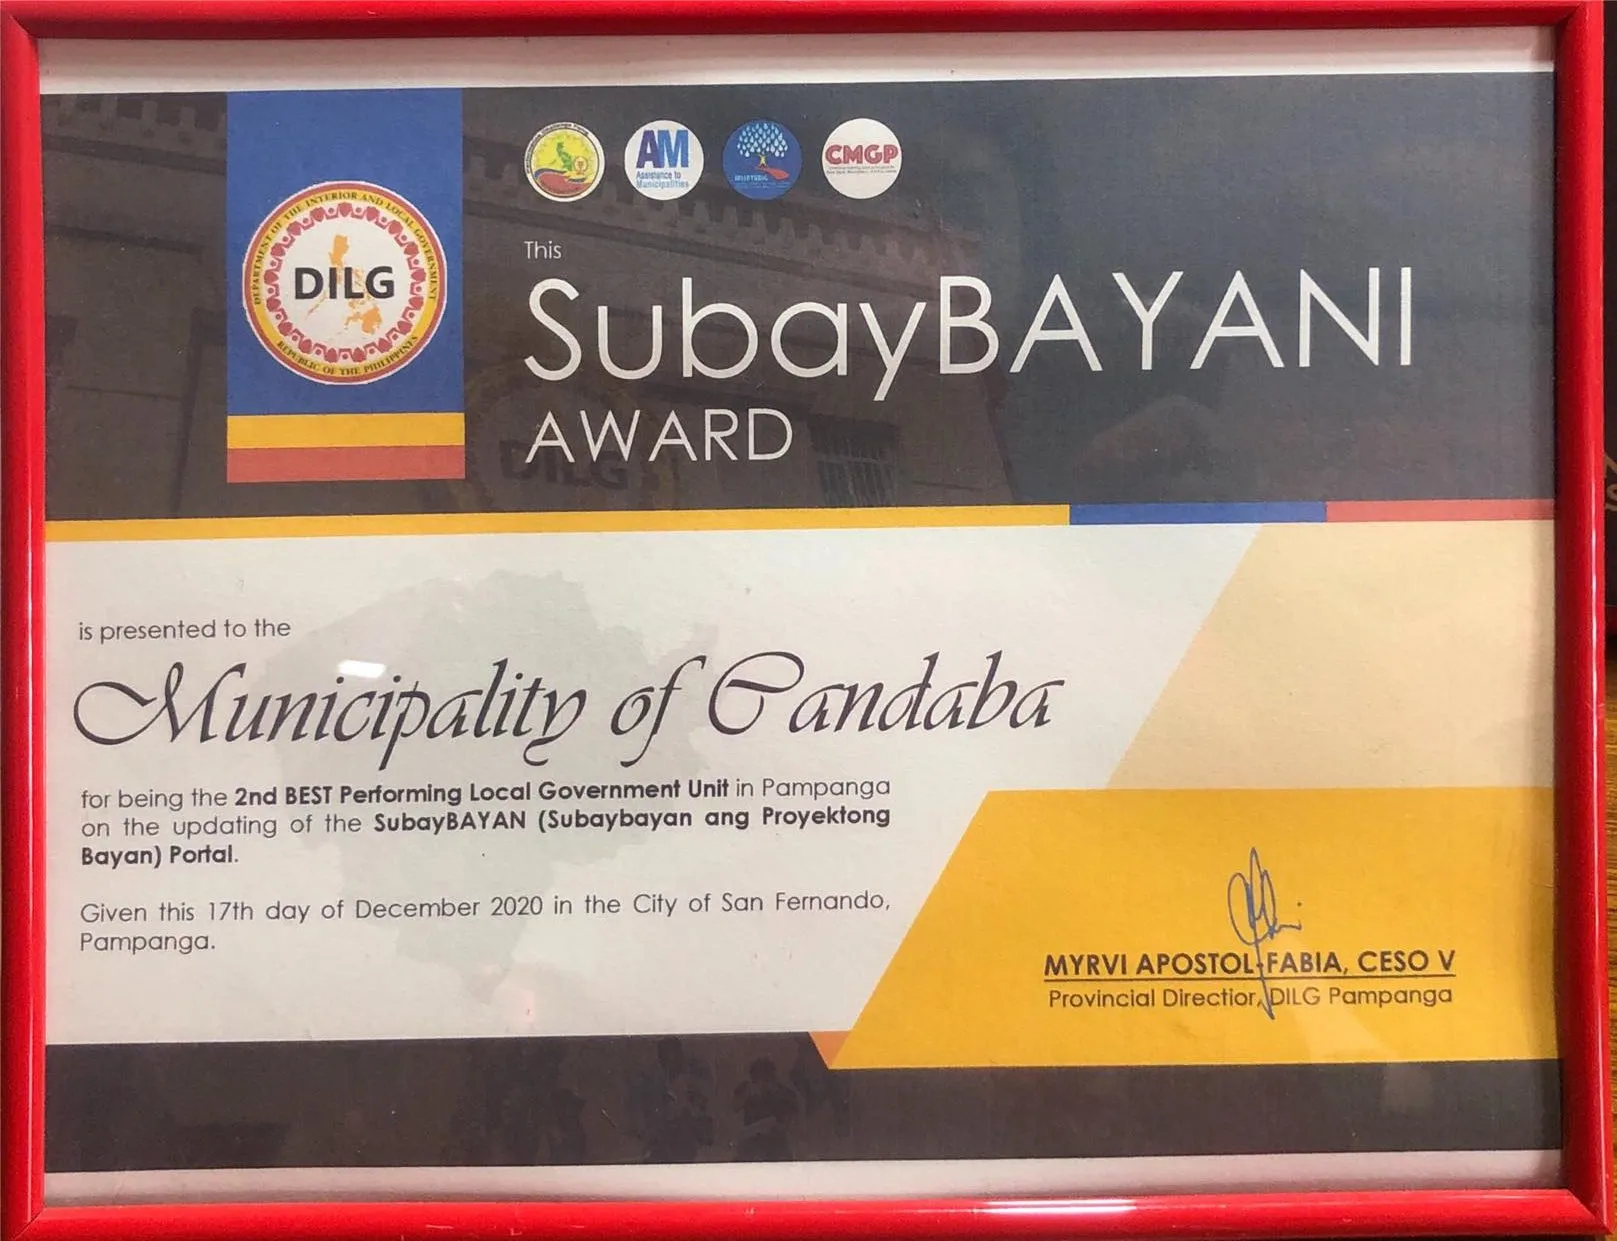 DEPARTMENT OF THE INTERIOR AND LOCAL GOVERNMENT
DILG
REPUBLIC OF THE PHILIPPINES
AM
Assistance to
Municipalities
CMGP
This
SubayBAYANI
AWARD
is presented to the
Municipality of Candaba
for being the 2nd BEST Performing Local Government Unit in Pampanga
on the updating of the SubayBAYAN (Subaybayan ang Proyektong
Bayan) Portal.
Given this 17th day of December 2020 in the City of San Fernando,
Pampanga.
MYRVI APOSTOL-FABIA, CESO V
Provincial Directior, DILG Pampanga